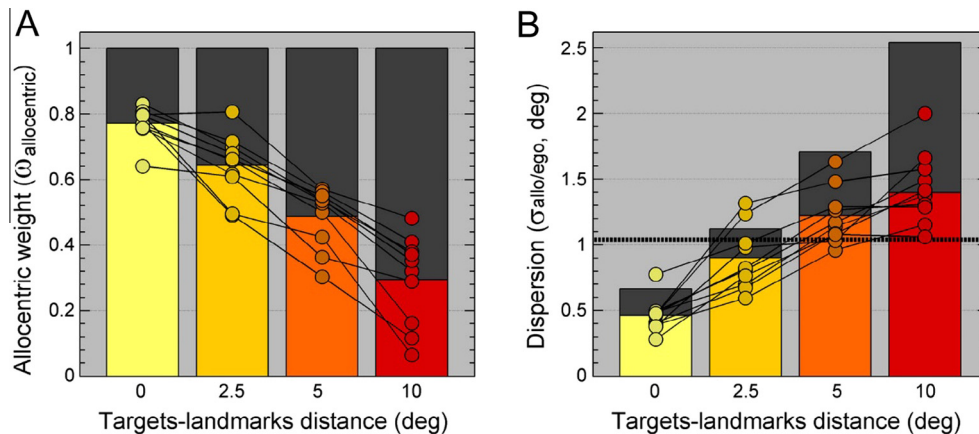 A
Allocentric weight (ω allocentric)
1
0.8
0.6
0.4
0.2
0
0 2.5 5 10
Targets-landmarks distance (deg)
B
Dispersion (σ allo/ego, deg)
2.5
2
1.5
1
0.5
0
0 2.5 5 10
Targets-landmarks distance (deg)